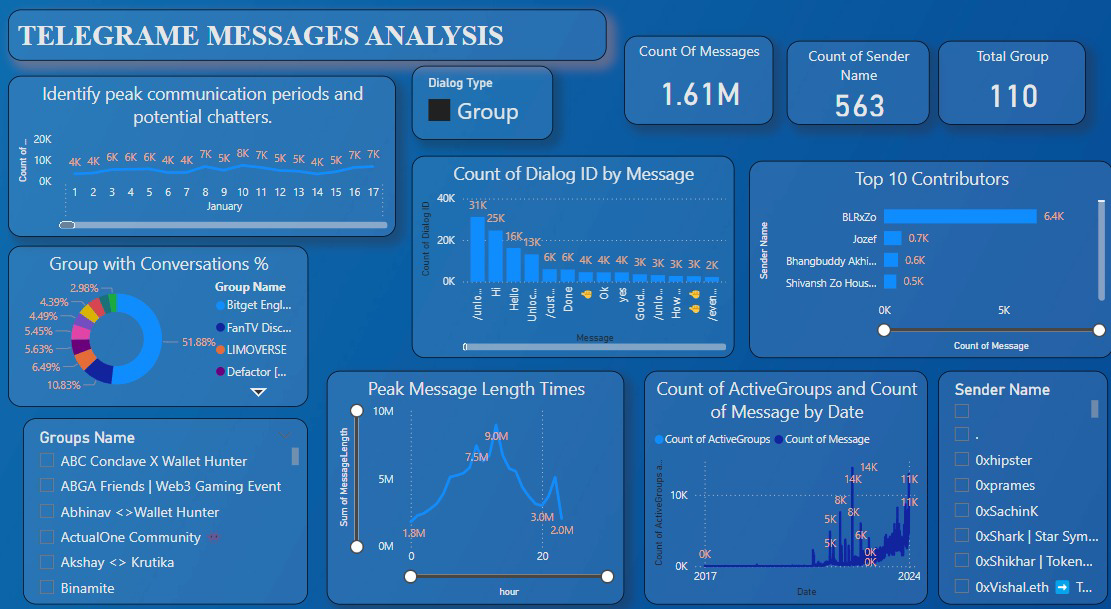 TELEGRAME MESSAGES ANALYSIS
Identify peak communication periods and
potential chatters.
Count of ...
20K
10K
0K
4K 4K 6K 6K 6K 4K 4K 7K 5K 8K 7K 5K 5K 4K 5K 7K 7K
1 2 3 4 5 6 7 8 9 10 11 12 13 14 15 16 17
January
Dialog Type
Group
Count Of Messages
1.61M
Count of Sender
Name
563
Total Group
110
Count of Dialog ID by Message
Count of Dialog ID
40K
20K
0K
31K 25K 16K 13K 6K 6K 4K 4K 4K 3K 3K 3K 3K 2K
/unlo...
Hi
Hello
Unloc...
/cust...
Done
👍
Ok
yes
Good...
/unlo...
How ...
/even...
Message
Top 10 Contributors
Sender Name
BLRxZo 6.4K
Jozef 0.7K
Bhangbuddy Akhi... 0.6K
Shivansh Zo Hous... 0.5K
0K 5K
Count of Message
Group with Conversations %
2.98%
4.39%
4.49%
5.45%
5.63%
6.49%
10.83%
51.88%
Group Name
Bitget Engl...
FanTV Disc...
LIMOVERSE
Defactor [...
Groups Name
ABC Conclave X Wallet Hunter
ABGA Friends | Web3 Gaming Event
Abhinav <>Wallet Hunter
ActualOne Community
Akshay <> Krutika
Binamite
Peak Message Length Times
Sum of MessageLength
10M
5M
0M
1.8M
7.5M
9.0M
3.0M
2.0M
0 20
hour
Count of ActiveGroups and Count
of Message by Date
Count of ActiveGroups Count of Message
Count of ActiveGroups a...
10K
0K
0K
5K
5K
8K
14K
14K
8K
6K
0K
0K
11K
11K
2017 2024
Date
Sender Name
.
0xhipster
0xprames
0xSachinK
0xShark | Star Sym...
0xShikhar | Token...
0xVishal.eth ➡️ T...